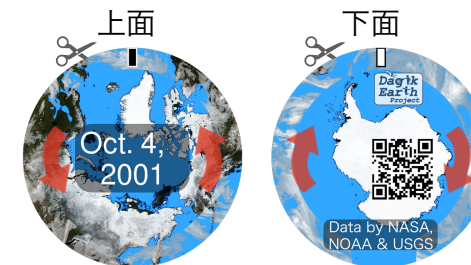 上面
下面
Oct. 4,
2001
Dagik
Earth
Project
Data by NASA,
NOAA & USGS